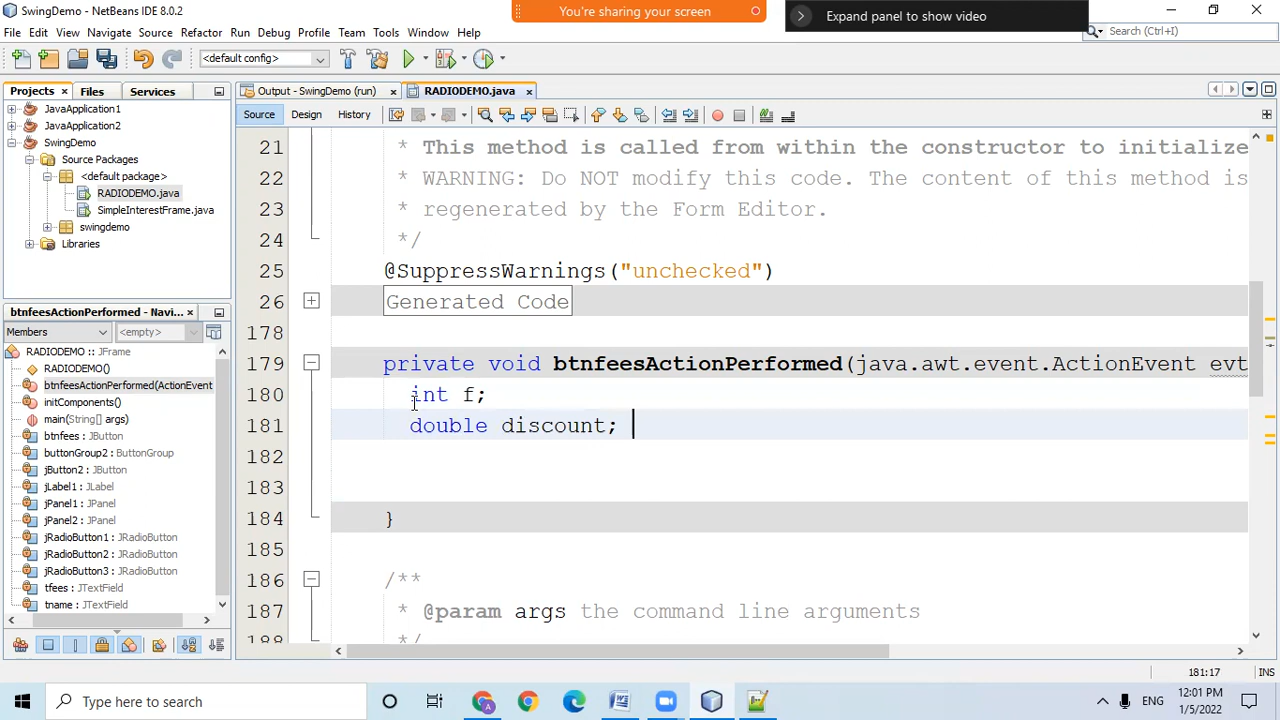 SwingDemo - NetBeans IDE 8.0.2
You're sharing your screen
Expand panel to show video
File Edit View Navigate Source Refactor Run Debug Profile Team Tools Window Help
Search (Ctrl+I)
<default config>
Projects Files Services
Output - SwingDemo (run) RADIODEMO.java
JavaApplication1
JavaApplication2
SwingDemo
Source Packages
<default package>
RADIODEMO.java
SimpleInterestFrame.java
swingdemo
Libraries
Source Design History
21 * This method is called from within the constructor to initialize
22 * WARNING: Do NOT modify this code. The content of this method is
23 * regenerated by the Form Editor.
24 */
25 @SuppressWarnings("unchecked")
26 Generated Code
178
179 private void btnfeesActionPerformed(java.awt.event.ActionEvent evt
180 int f;
181 double discount;
182
183
184 }
185
186 /**
187 * @param args the command line arguments
188 */
btnfeesActionPerformed - Navi...
Members <empty>
RADIODEMO :: JFrame
RADIODEMO()
btnfeesActionPerformed(ActionEvent
initComponents()
main(String[] args)
btnfees : JButton
buttonGroup2 : ButtonGroup
jButton2 : JButton
jLabel1 : JLabel
jPanel1 : JPanel
jPanel2 : JPanel
jRadioButton1 : JRadioButton
jRadioButton2 : JRadioButton
jRadioButton3 : JRadioButton
tfees : JTextField
tname : JTextField
181:17 INS
Type here to search
ENG
12:01 PM
1/5/2022